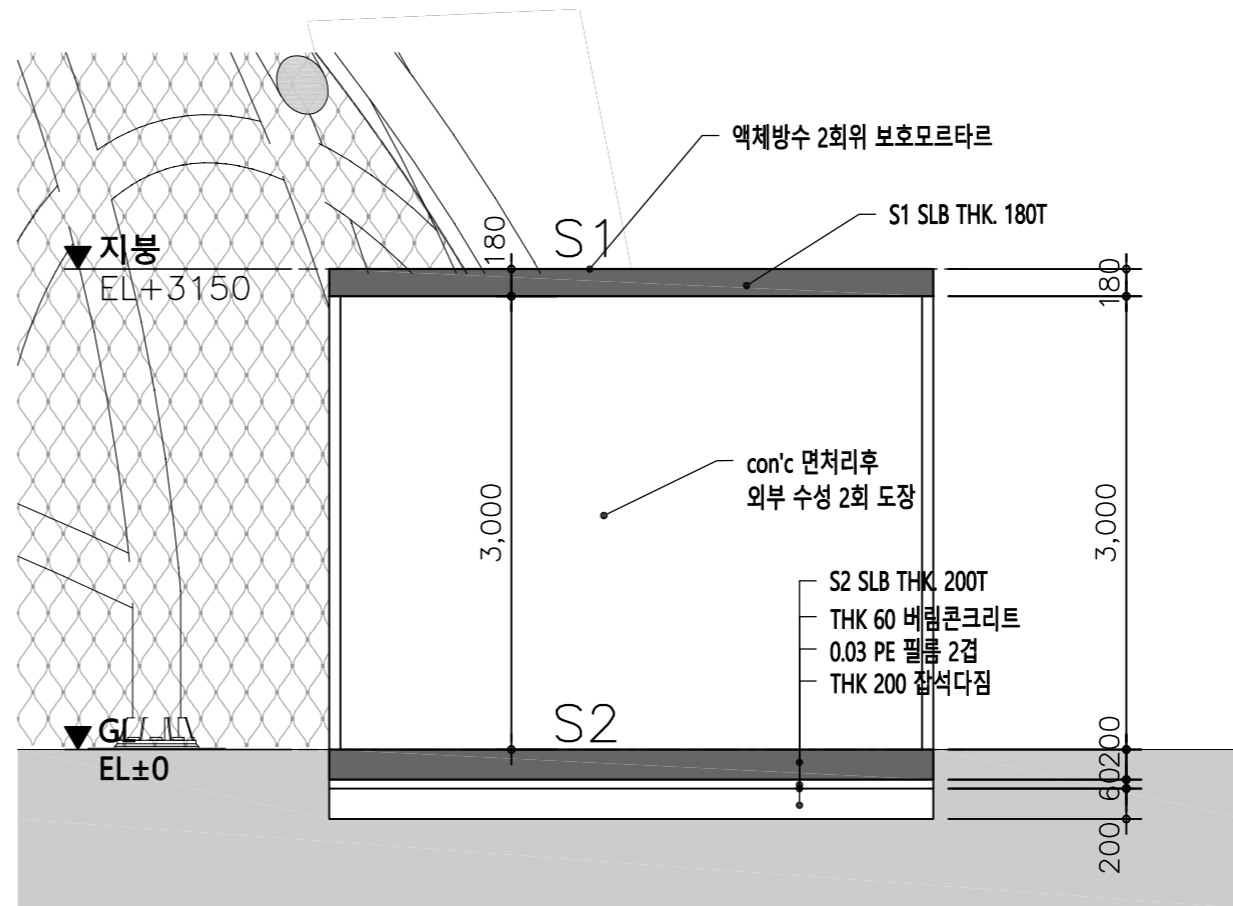 액체방수 2회위 보호모르타르
S1 SLB THK. 180T
180
S1
지붕
EL+3150
180
con'c 면처리후
외부 수성 2회 도장
3,000
3,000
S2 SLB THK. 200T
THK 60 버림콘크리트
0.03 PE 필름 2겹
THK 200 잡석다짐
GL
EL±0
S2
200
60
200